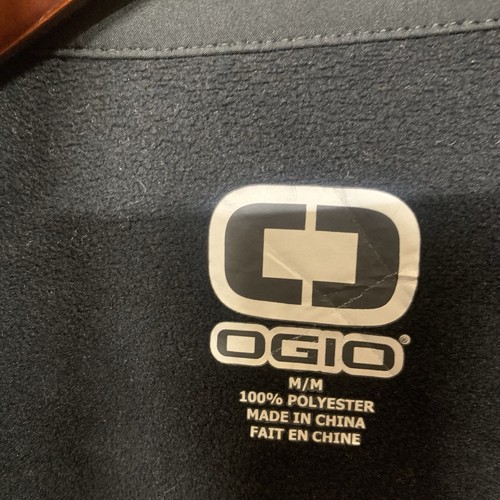 OGIO®
M/M
100% POLYESTER
MADE IN CHINA
FAIT EN CHINE